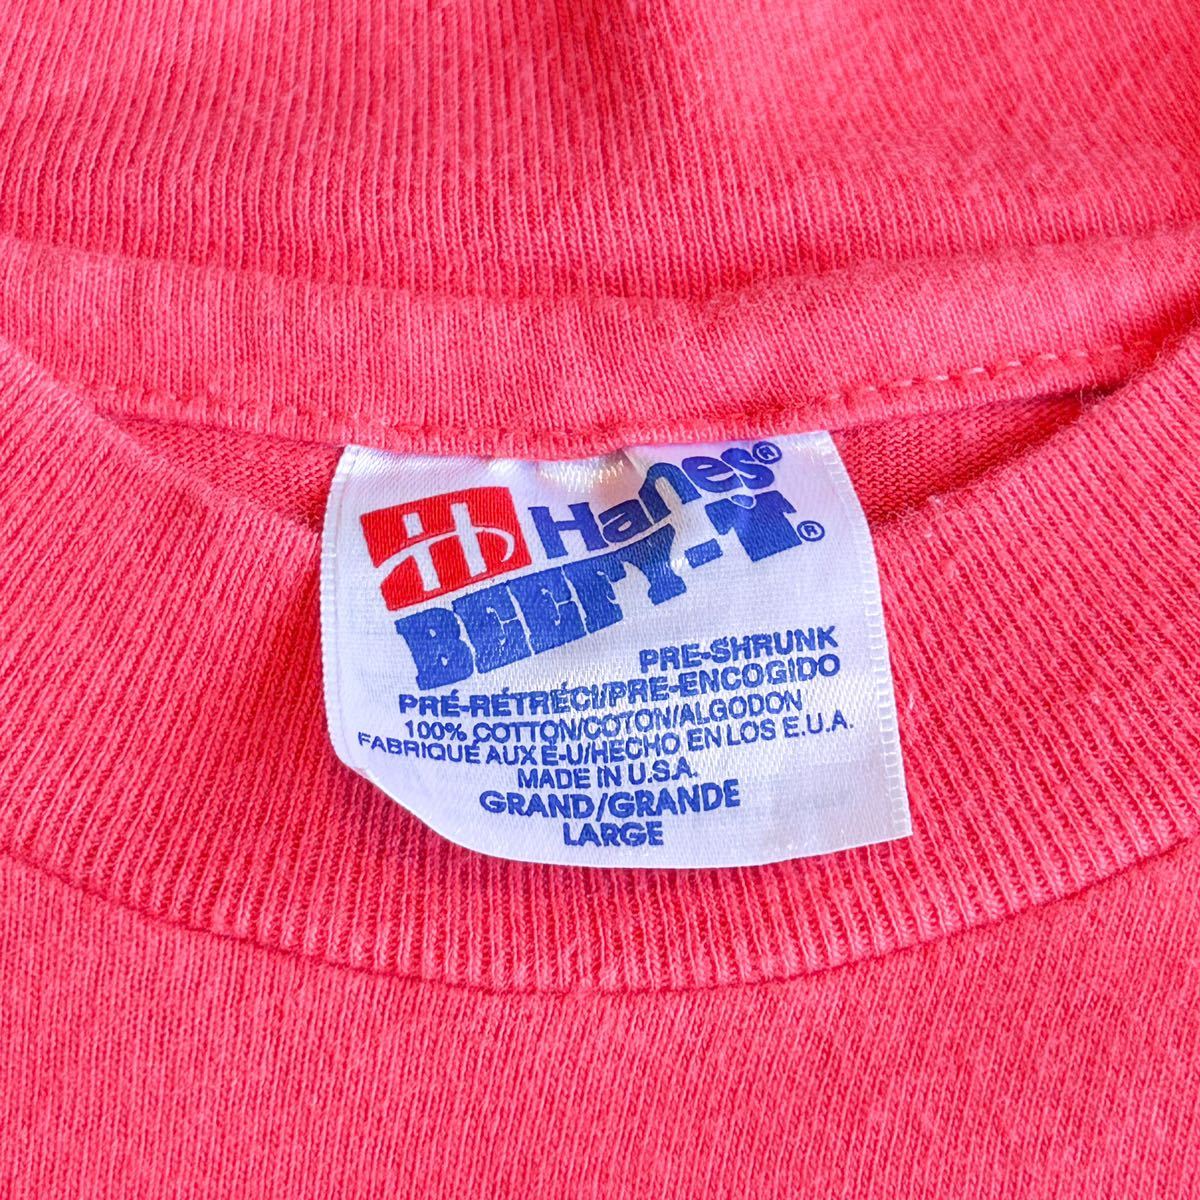 H Hanes®
BEEFY-T.®
PRE-SHRUNK
PRÉ-RÉTRÉCI/PRE-ENCOGIDO
100% COTTON/COTON/ALGODON
FABRIQUÉ AUX É-U/HECHO EN LOS E.U.A.
MADE IN U.S.A.
GRAND/GRANDE
LARGE